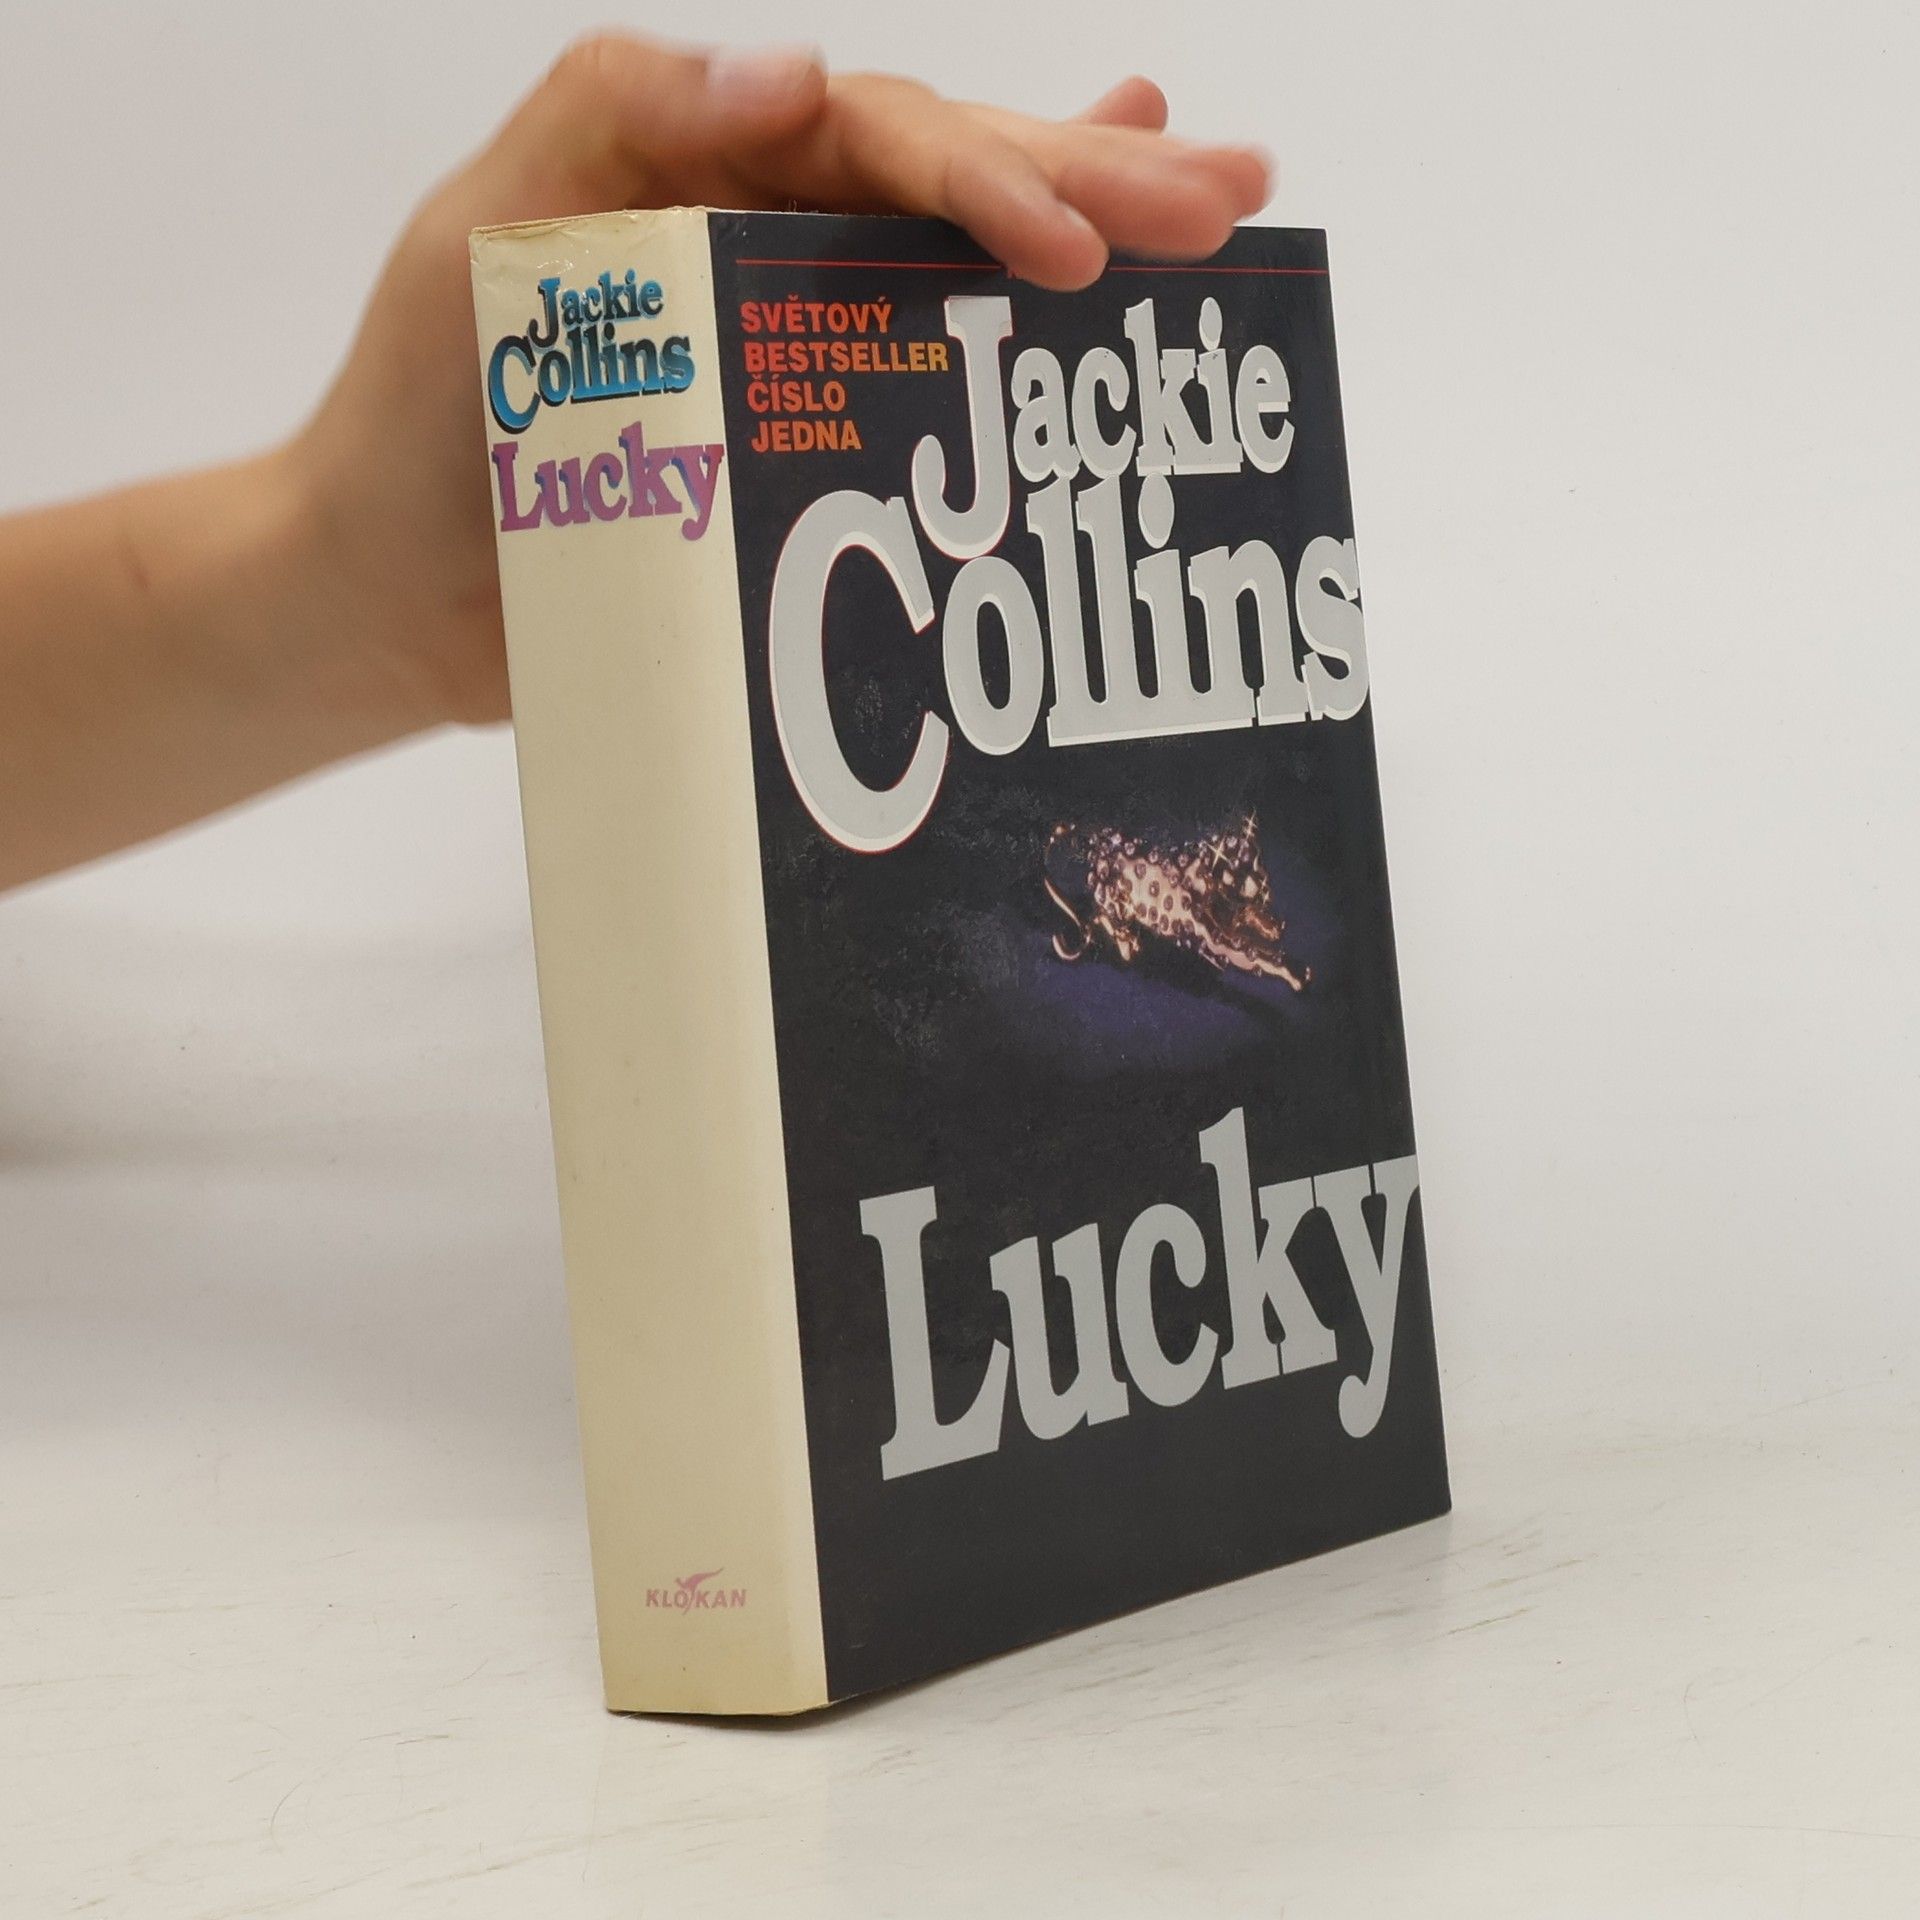 Jackie
Collins
Lucky
KLOKAN
SVĚTOVÝ
BESTSELLER
ČÍSLO
JEDNA
Jackie
Collins
Lucky